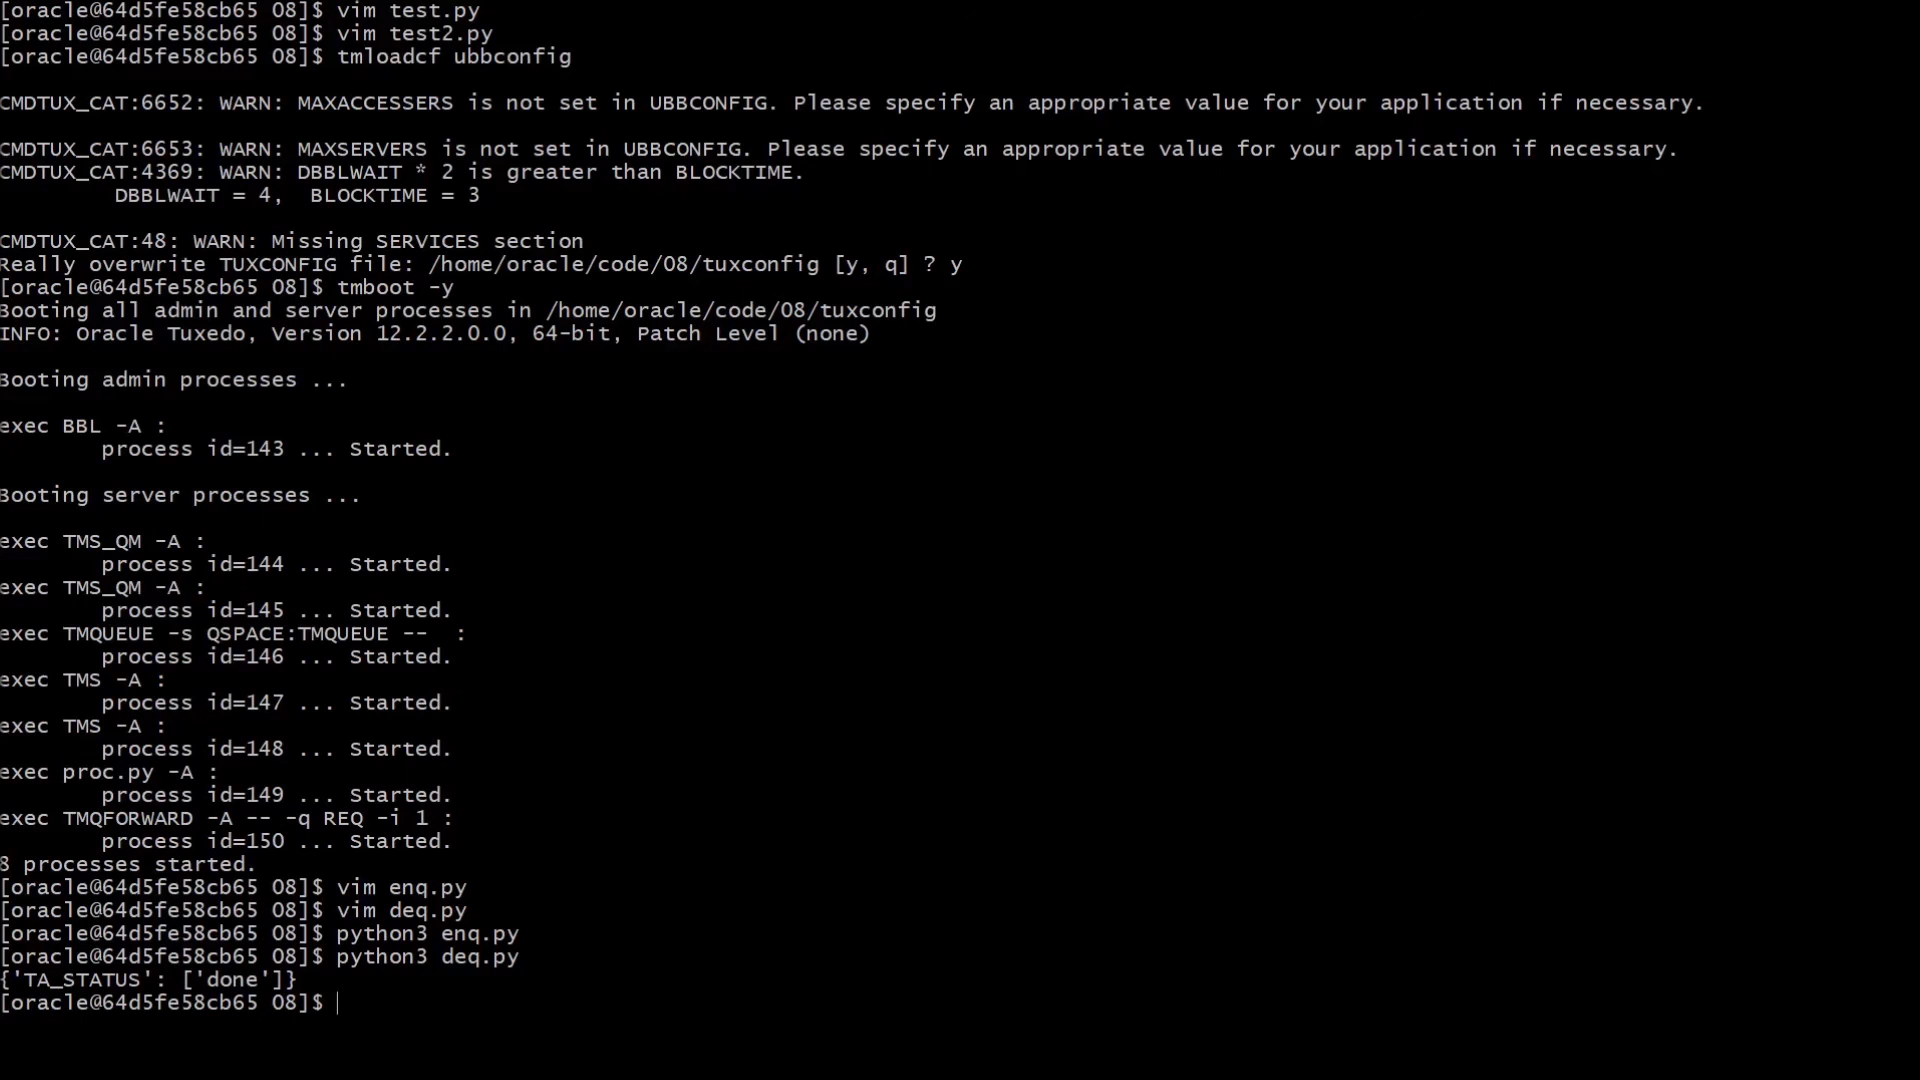 [oracle@64d5fe58cb65 08]$ vim test.py
[oracle@64d5fe58cb65 08]$ vim test2.py
[oracle@64d5fe58cb65 08]$ tmloadcf ubbconfig
CMDTUX_CAT:6652: WARN: MAXACCESSERS is not set in UBBCONFIG. Please specify an appropriate value for your application if necessary.
CMDTUX_CAT:6653: WARN: MAXSERVERS is not set in UBBCONFIG. Please specify an appropriate value for your application if necessary.
CMDTUX_CAT:4369: WARN: DBBLWAIT * 2 is greater than BLOCKTIME.
DBBLWAIT = 4,  BLOCKTIME = 3
CMDTUX_CAT:48: WARN: Missing SERVICES section
Really overwrite TUXCONFIG file: /home/oracle/code/08/tuxconfig [y, q] ? y
[oracle@64d5fe58cb65 08]$ tmboot -y
Booting all admin and server processes in /home/oracle/code/08/tuxconfig
INFO: Oracle Tuxedo, Version 12.2.2.0.0, 64-bit, Patch Level (none)
Booting admin processes ...
exec BBL -A :
process id=143 ... Started.
Booting server processes ...
exec TMS_QM -A :
process id=144 ... Started.
exec TMS_QM -A :
process id=145 ... Started.
exec TMQUEUE -s QSPACE:TMQUEUE --  :
process id=146 ... Started.
exec TMS -A :
process id=147 ... Started.
exec TMS -A :
process id=148 ... Started.
exec proc.py -A :
process id=149 ... Started.
exec TMQFORWARD -A -- -q REQ -i 1 :
process id=150 ... Started.
8 processes started.
[oracle@64d5fe58cb65 08]$ vim enq.py
[oracle@64d5fe58cb65 08]$ vim deq.py
[oracle@64d5fe58cb65 08]$ python3 enq.py
[oracle@64d5fe58cb65 08]$ python3 deq.py
{'TA_STATUS': ['done']}
[oracle@64d5fe58cb65 08]$